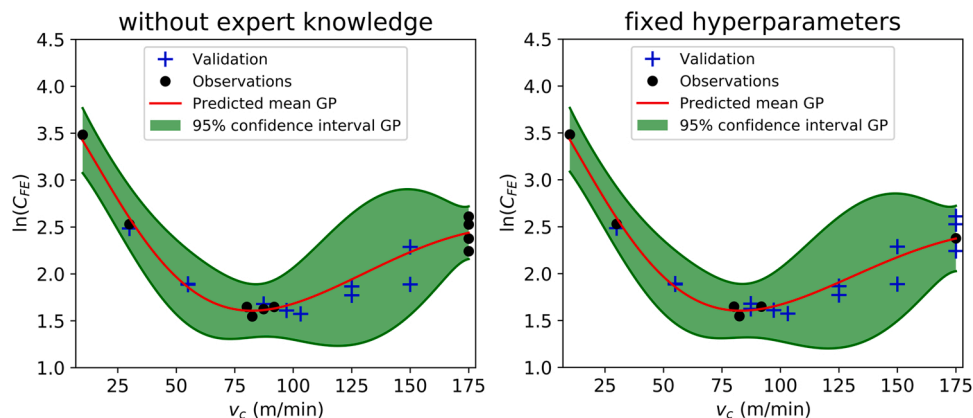 without expert knowledge
4.5
4.0
3.5
3.0
2.5
2.0
1.5
1.0
ln(C_FE)
Validation
Observations
Predicted mean GP
95% confidence interval GP
25 50 75 100 125 150 175
v_c (m/min)
fixed hyperparameters
4.5
4.0
3.5
3.0
2.5
2.0
1.5
1.0
ln(C_FE)
Validation
Observations
Predicted mean GP
95% confidence interval GP
25 50 75 100 125 150 175
v_c (m/min)